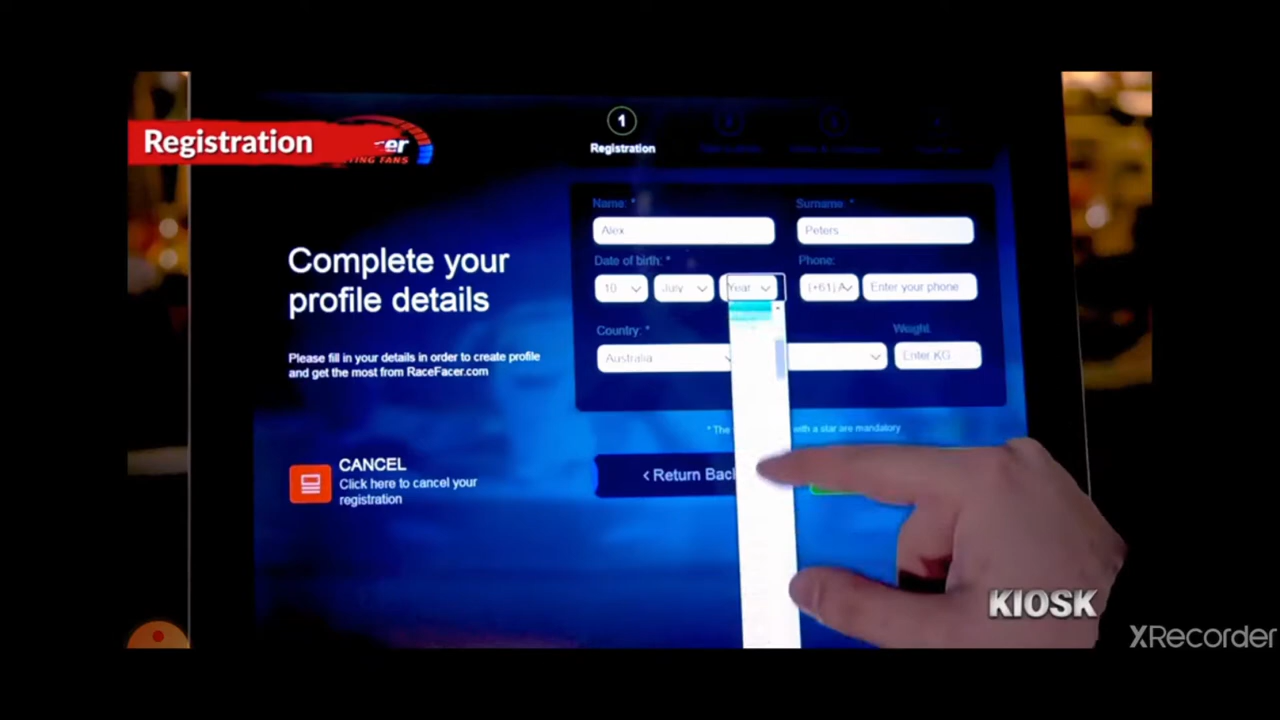 Registration
TING FANS
1
Registration
Name: *
Surname: *
Alex
Peters
Date of birth: *
Phone:
10
July
Year
(+61)
Enter your phone
Complete your
profile details
Country: *
Weight
Australia
Enter KG
Please fill in your details in order to create profile
and get the most from RaceFacer.com
* The
with a star are mandatory
CANCEL
Click here to cancel your
registration
< Return Back
KIOSK
XRecorder